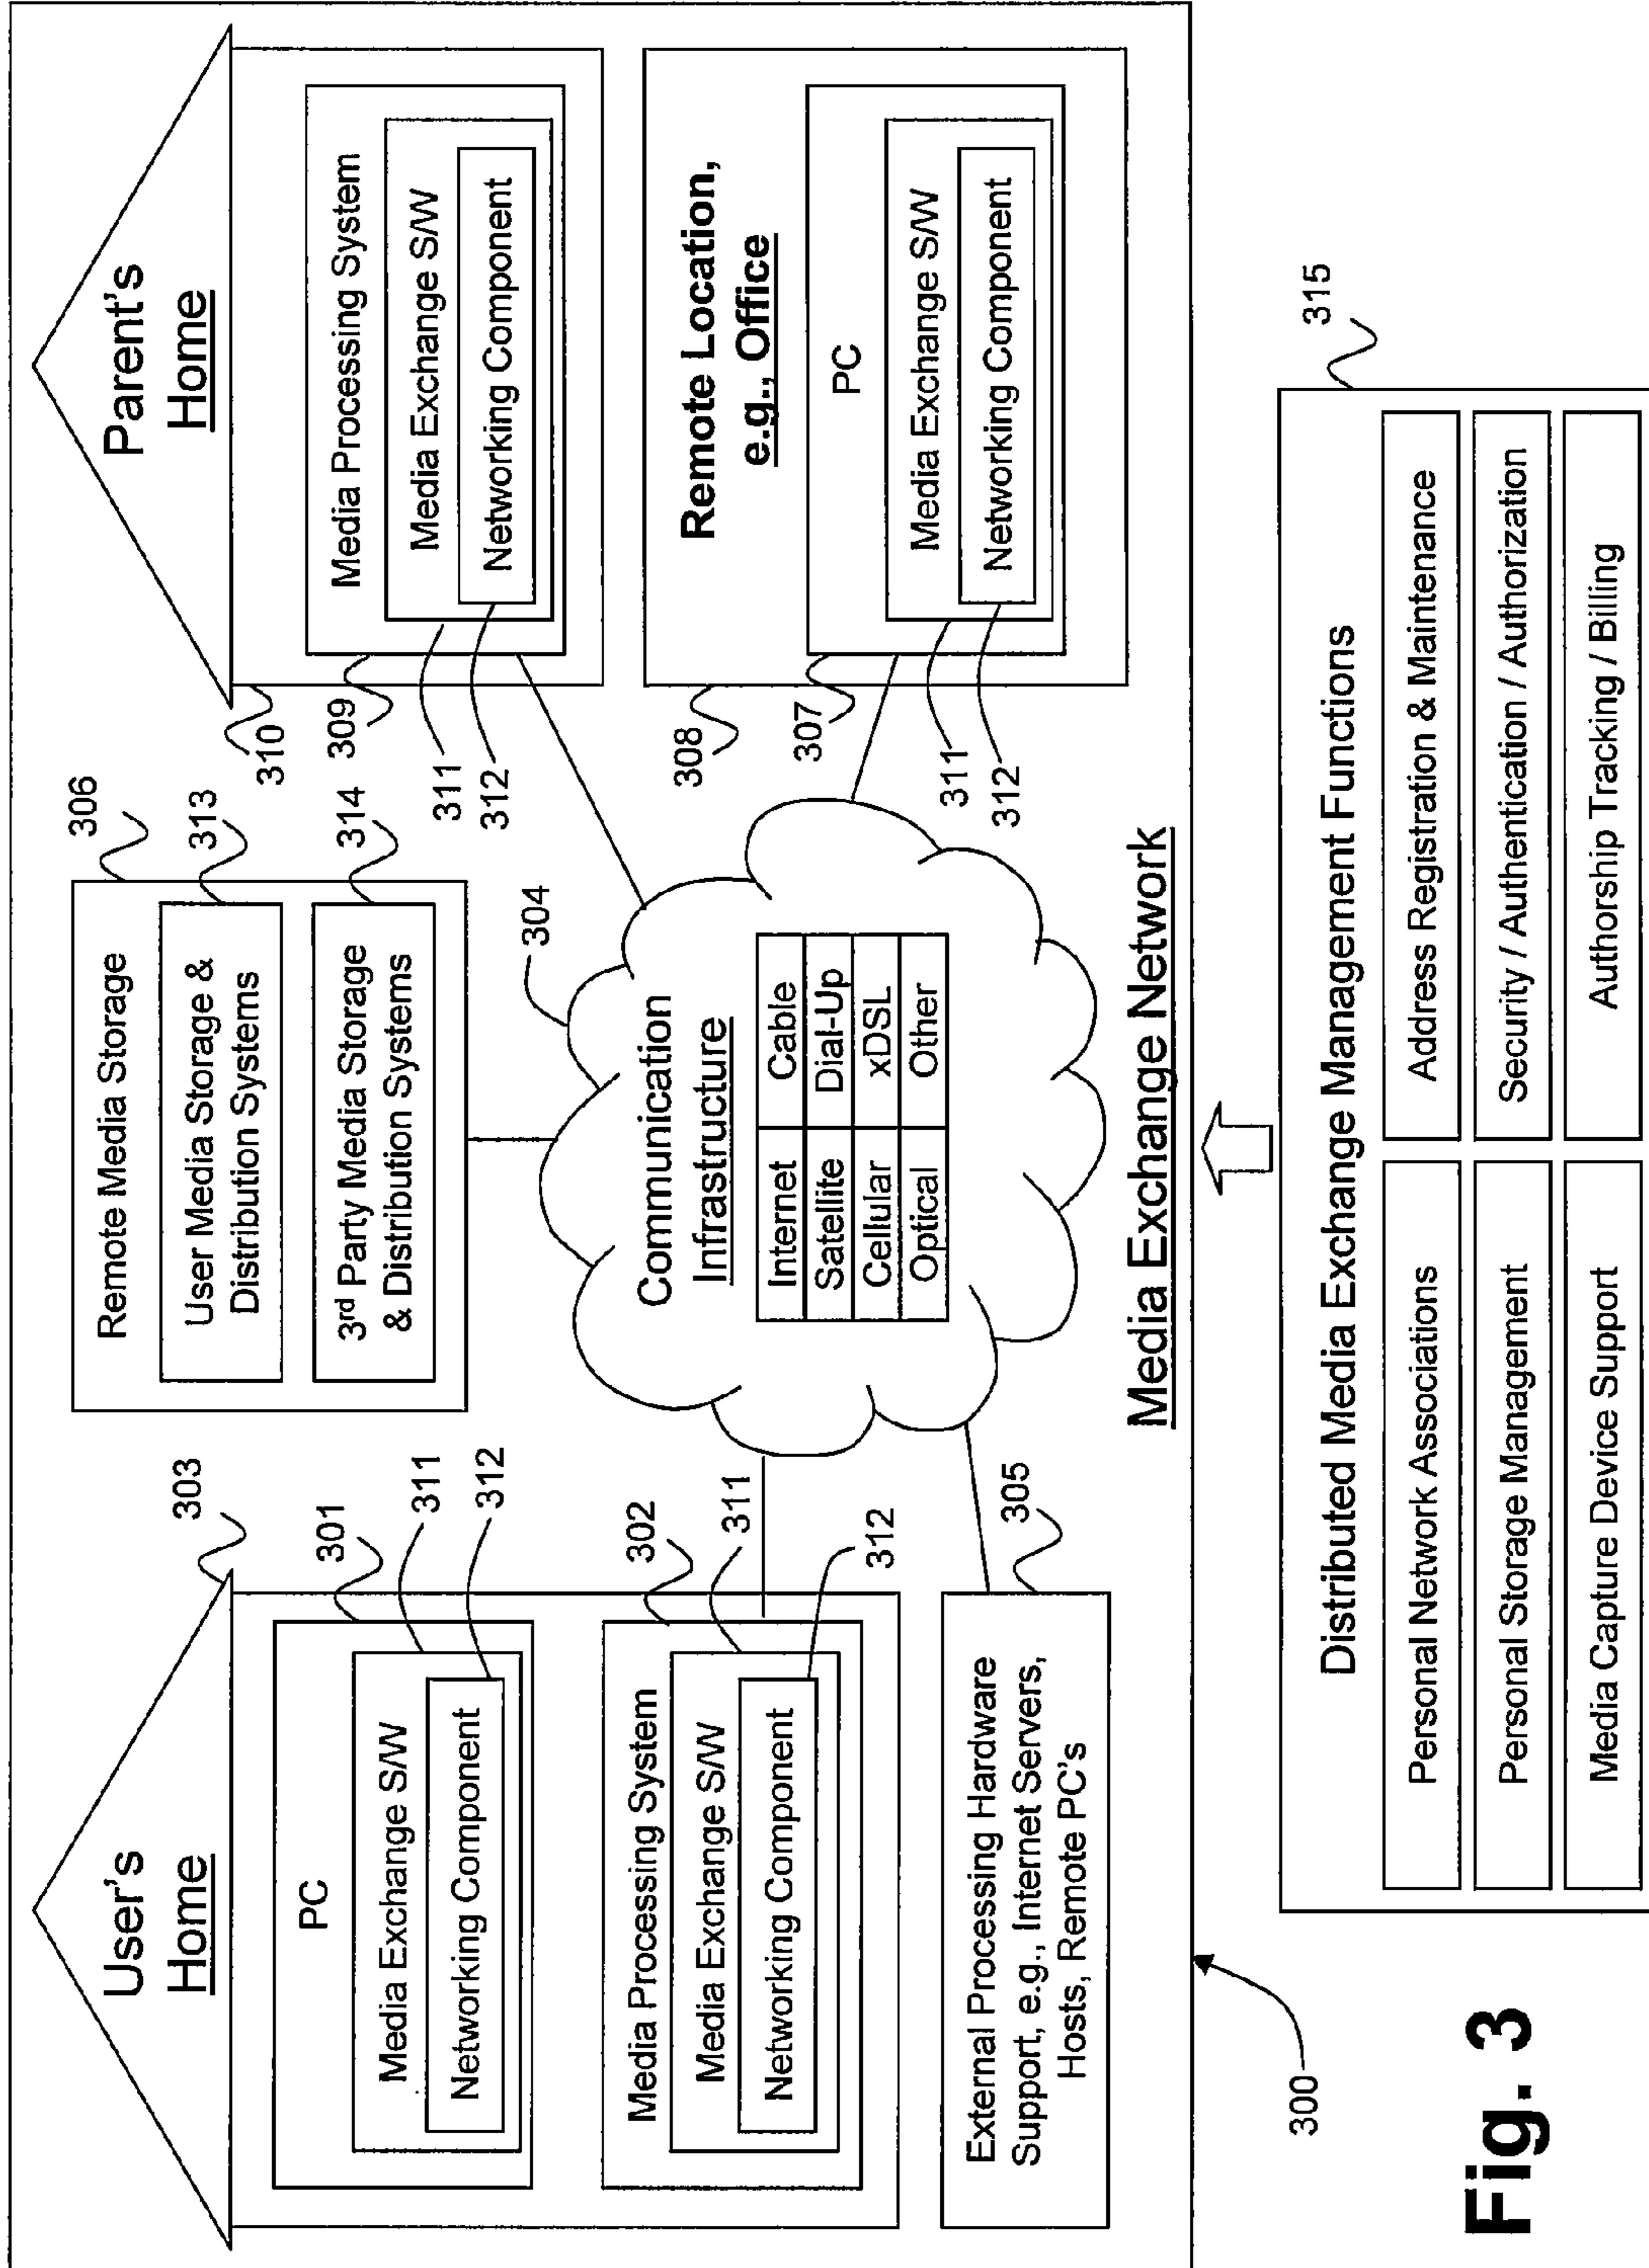 User's
Home
303
PC
301
Media Exchange S/W
311
Networking Component
312
Media Processing System
302
Media Exchange S/W
311
Networking Component
312
External Processing Hardware
Support, e.g., Internet Servers,
Hosts, Remote PC's
305
Remote Media Storage
306
User Media Storage &
Distribution Systems
313
3rd Party Media Storage
& Distribution Systems
314
304
Communication
Infrastructure
Internet Cable
Satellite Dial-Up
Cellular xDSL
Optical Other
Parent's
Home
310
Media Processing System
309
Media Exchange S/W
311
Networking Component
312
Remote Location,
e.g., Office
308
PC
307
Media Exchange S/W
311
Networking Component
312
Media Exchange Network
300
Distributed Media Exchange Management Functions
315
Personal Network Associations
Address Registration & Maintenance
Personal Storage Management
Security / Authentication / Authorization
Media Capture Device Support
Authorship Tracking / Billing
Fig. 3